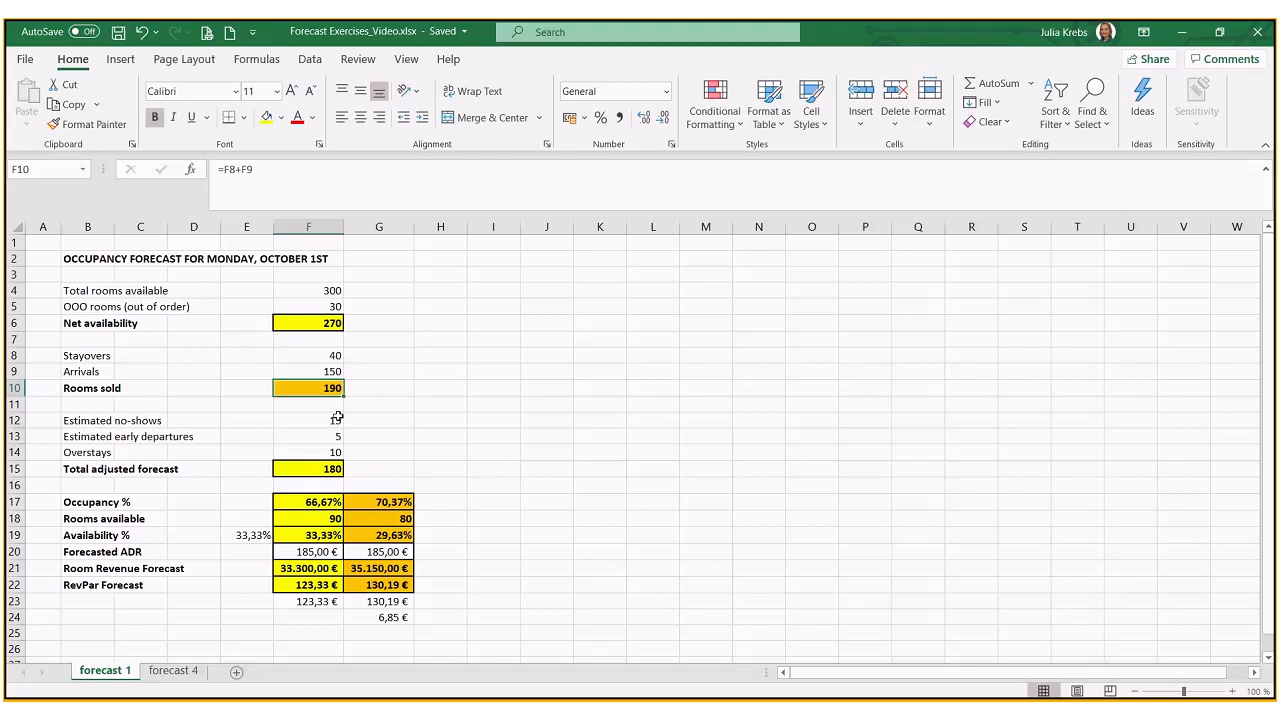 AutoSave Off Forecast Exercises_Video.xlsx - Saved Search Julia Krebs
File Home Insert Page Layout Formulas Data Review View Help Share Comments
Paste Cut Copy Format Painter
Calibri 11
B I U A
Wrap Text
Merge & Center
General
%
Conditional Formatting Format as Table Cell Styles
Insert Delete Format
AutoSum Fill Clear
Sort & Filter Find & Select
Ideas Sensitivity
Clipboard Font Alignment Number Styles Cells Editing Ideas Sensitivity
F10 fx =F8+F9
A B C D E F G H I J K L M N O P Q R S T U V W
1
2 OCCUPANCY FORECAST FOR MONDAY, OCTOBER 1ST
3
4 Total rooms available 300
5 OOO rooms (out of order) 30
6 Net availability 270
7
8 Stayovers 40
9 Arrivals 150
10 Rooms sold 190
11
12 Estimated no-shows
13 Estimated early departures 5
14 Overstays 10
15 Total adjusted forecast 180
16
17 Occupancy % 66,67% 70,37%
18 Rooms available 90 80
19 Availability % 33,33% 33,33% 29,63%
20 Forecasted ADR 185,00 € 185,00 €
21 Room Revenue Forecast 33.300,00 € 35.150,00 €
22 RevPar Forecast 123,33 € 130,19 €
23 123,33 € 130,19 €
24 6,85 €
25
26
forecast 1 forecast 4
100 %